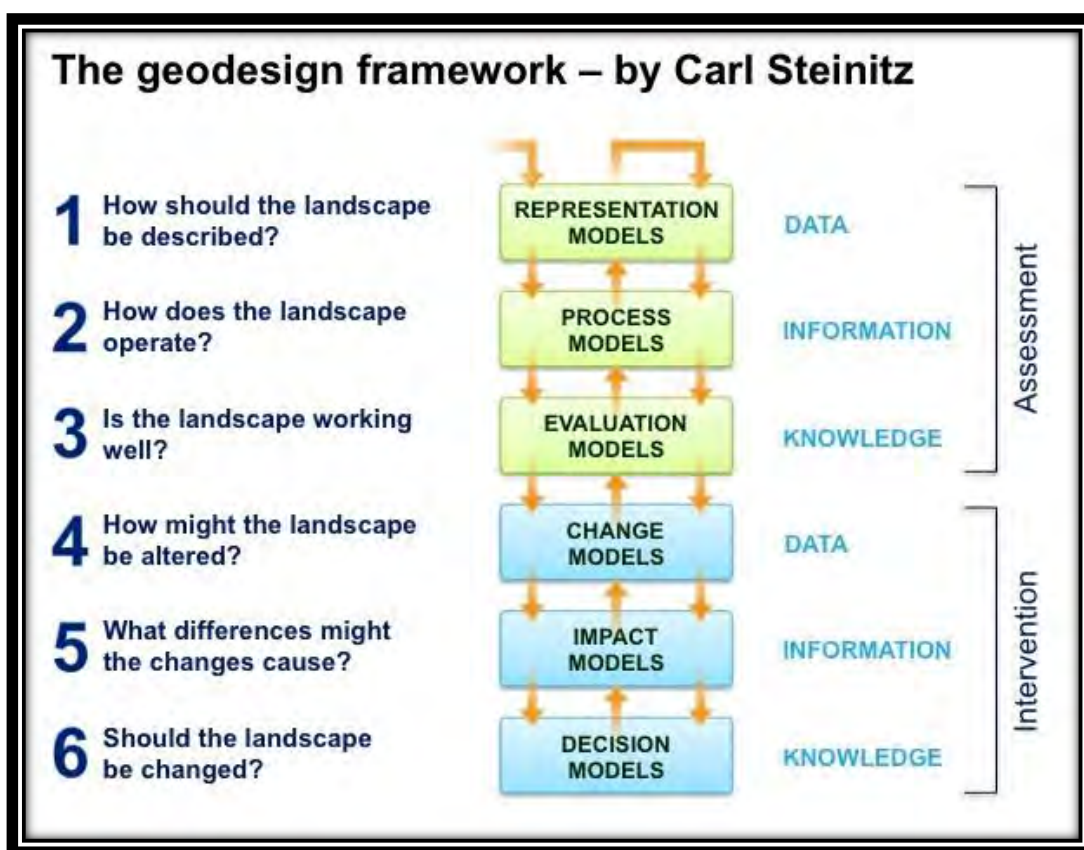 The geodesign framework – by Carl Steinitz
1 How should the landscape
be described?
REPRESENTATION
MODELS
DATA
2 How does the landscape
operate?
PROCESS
MODELS
INFORMATION
3 Is the landscape working
well?
EVALUATION
MODELS
KNOWLEDGE
Assessment
4 How might the landscape
be altered?
CHANGE
MODELS
DATA
5 What differences might
the changes cause?
IMPACT
MODELS
INFORMATION
6 Should the landscape
be changed?
DECISION
MODELS
KNOWLEDGE
Intervention